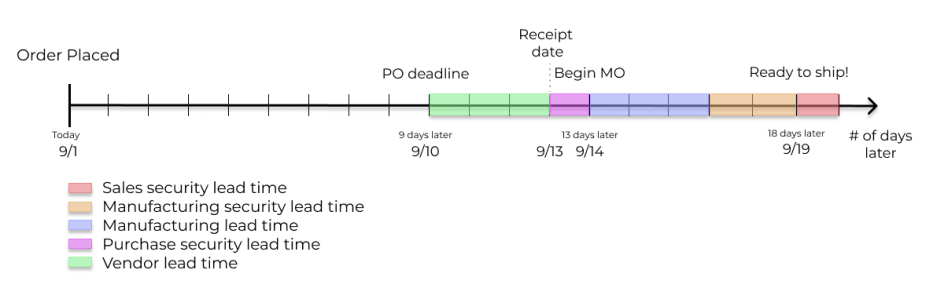 Receipt
date
Order Placed
PO deadline
Begin MO
Ready to ship!
Today
9/1
9 days later
9/10
9/13
13 days later
9/14
18 days later
9/19
# of days
later
Sales security lead time
Manufacturing security lead time
Manufacturing lead time
Purchase security lead time
Vendor lead time